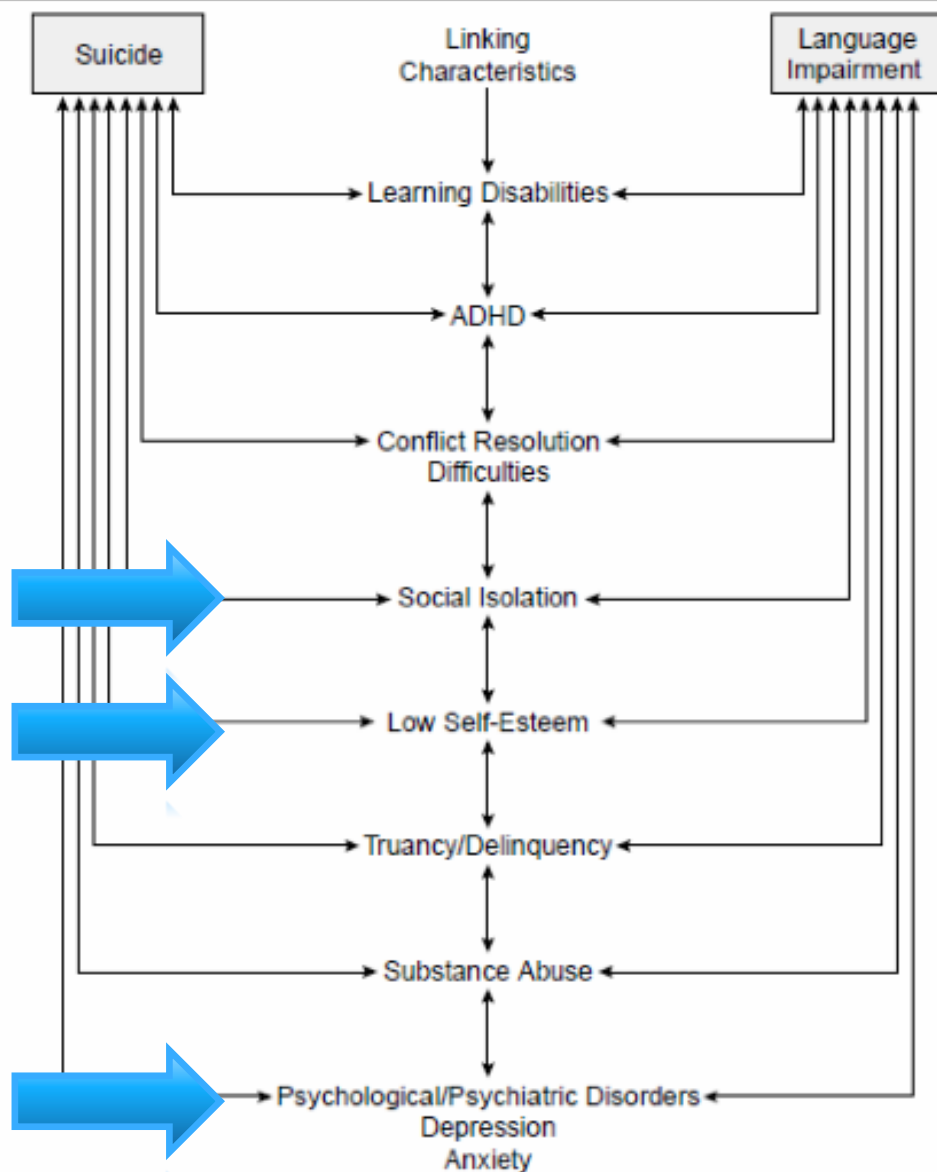 Suicide
Linking
Characteristics
Language
Impairment
Learning Disabilities
ADHD
Conflict Resolution
Difficulties
Social Isolation
Low Self-Esteem
Truancy/Delinquency
Substance Abuse
Psychological/Psychiatric Disorders
Depression
Anxiety